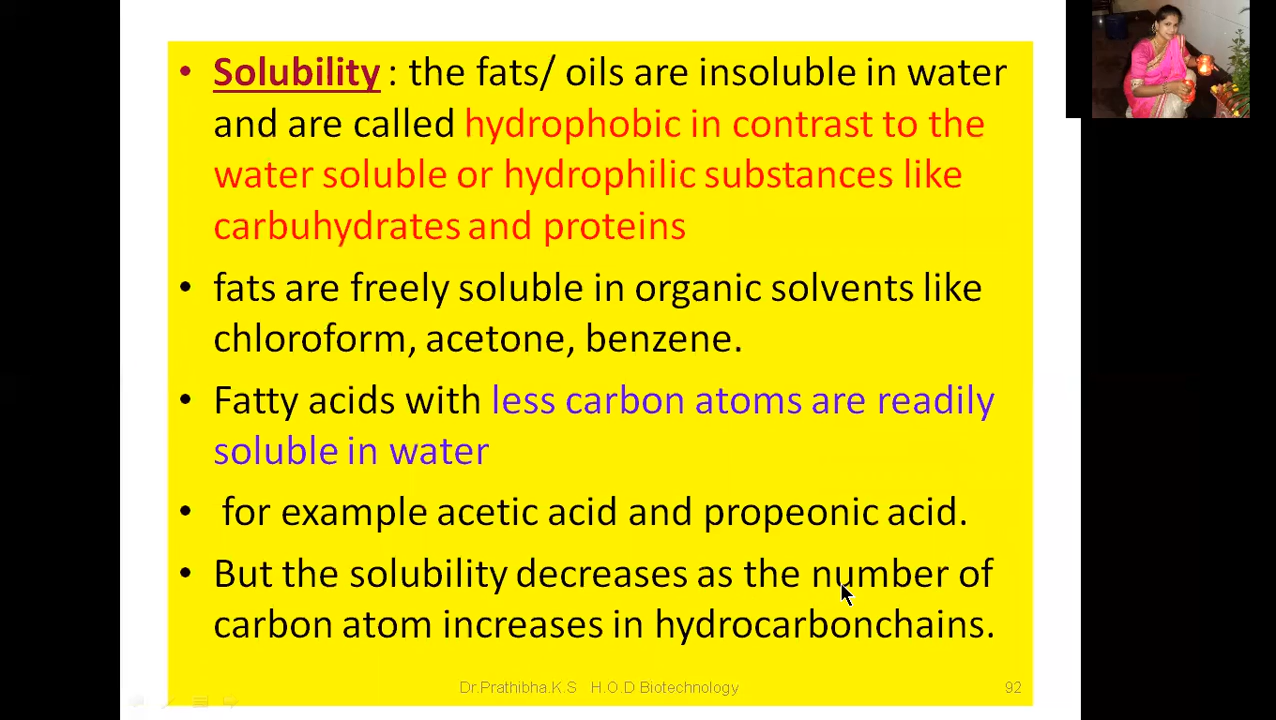 • Solubility : the fats/ oils are insoluble in water
and are called hydrophobic in contrast to the
water soluble or hydrophilic substances like
carbuhydrates and proteins
• fats are freely soluble in organic solvents like
chloroform, acetone, benzene.
• Fatty acids with less carbon atoms are readily
soluble in water
• for example acetic acid and propeonic acid.
• But the solubility decreases as the number of
carbon atom increases in hydrocarbonchains.
Dr.Prathibha.K.S H.O.D Biotechnology 92